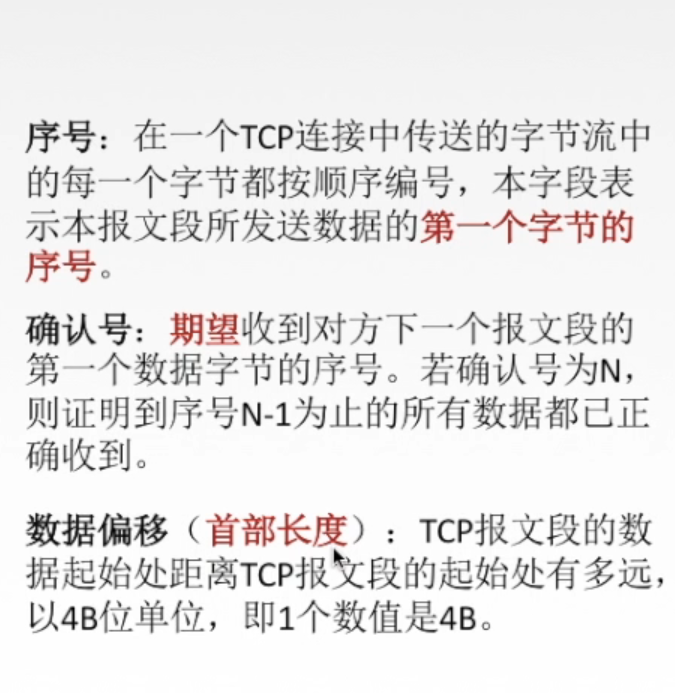 序号：在一个TCP连接中传送的字节流中
的每一个字节都按顺序编号，本字段表
示本报文段所发送数据的第一个字节的
序号。
确认号：期望收到对方下一个报文段的
第一个数据字节的序号。若确认号为N，
则证明到序号N-1为止的所有数据都已正
确收到。
数据偏移（首部长度）：TCP报文段的数
据起始处距离TCP报文段的起始处有多远，
以4B位单位，即1个数值是4B。